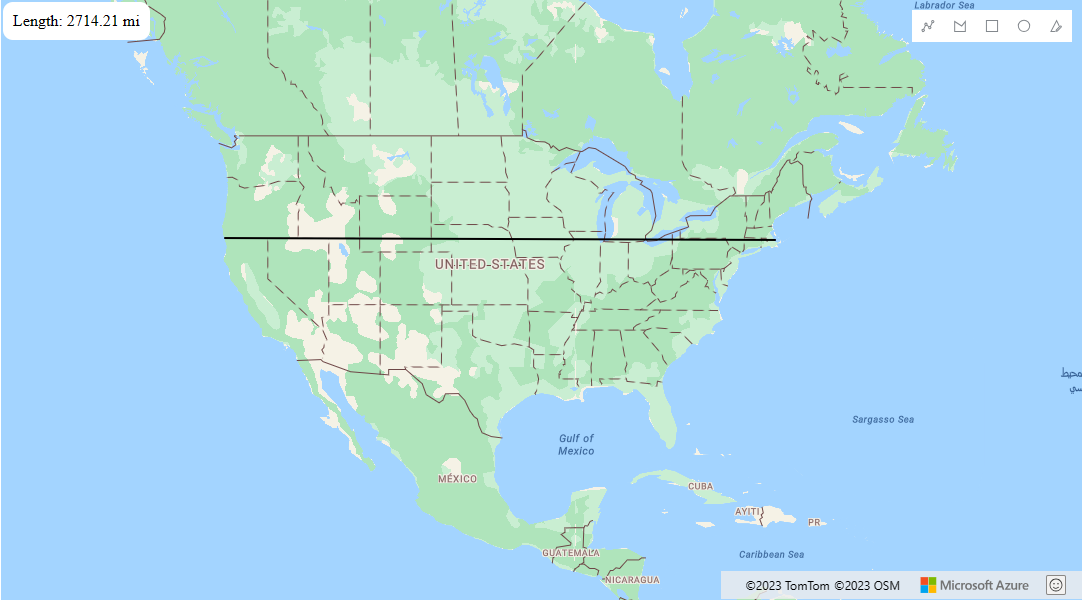 Labrador Sea
Length: 2714.21 mi
UNITED STATES
المحيط
Sargasso Sea
Gulf of
Mexico
MÉXICO
CUBA
AYITI
PR
GUATEMALA
Caribbean Sea
NICARAGUA
©2023 TomTom ©2023 OSM
Microsoft Azure